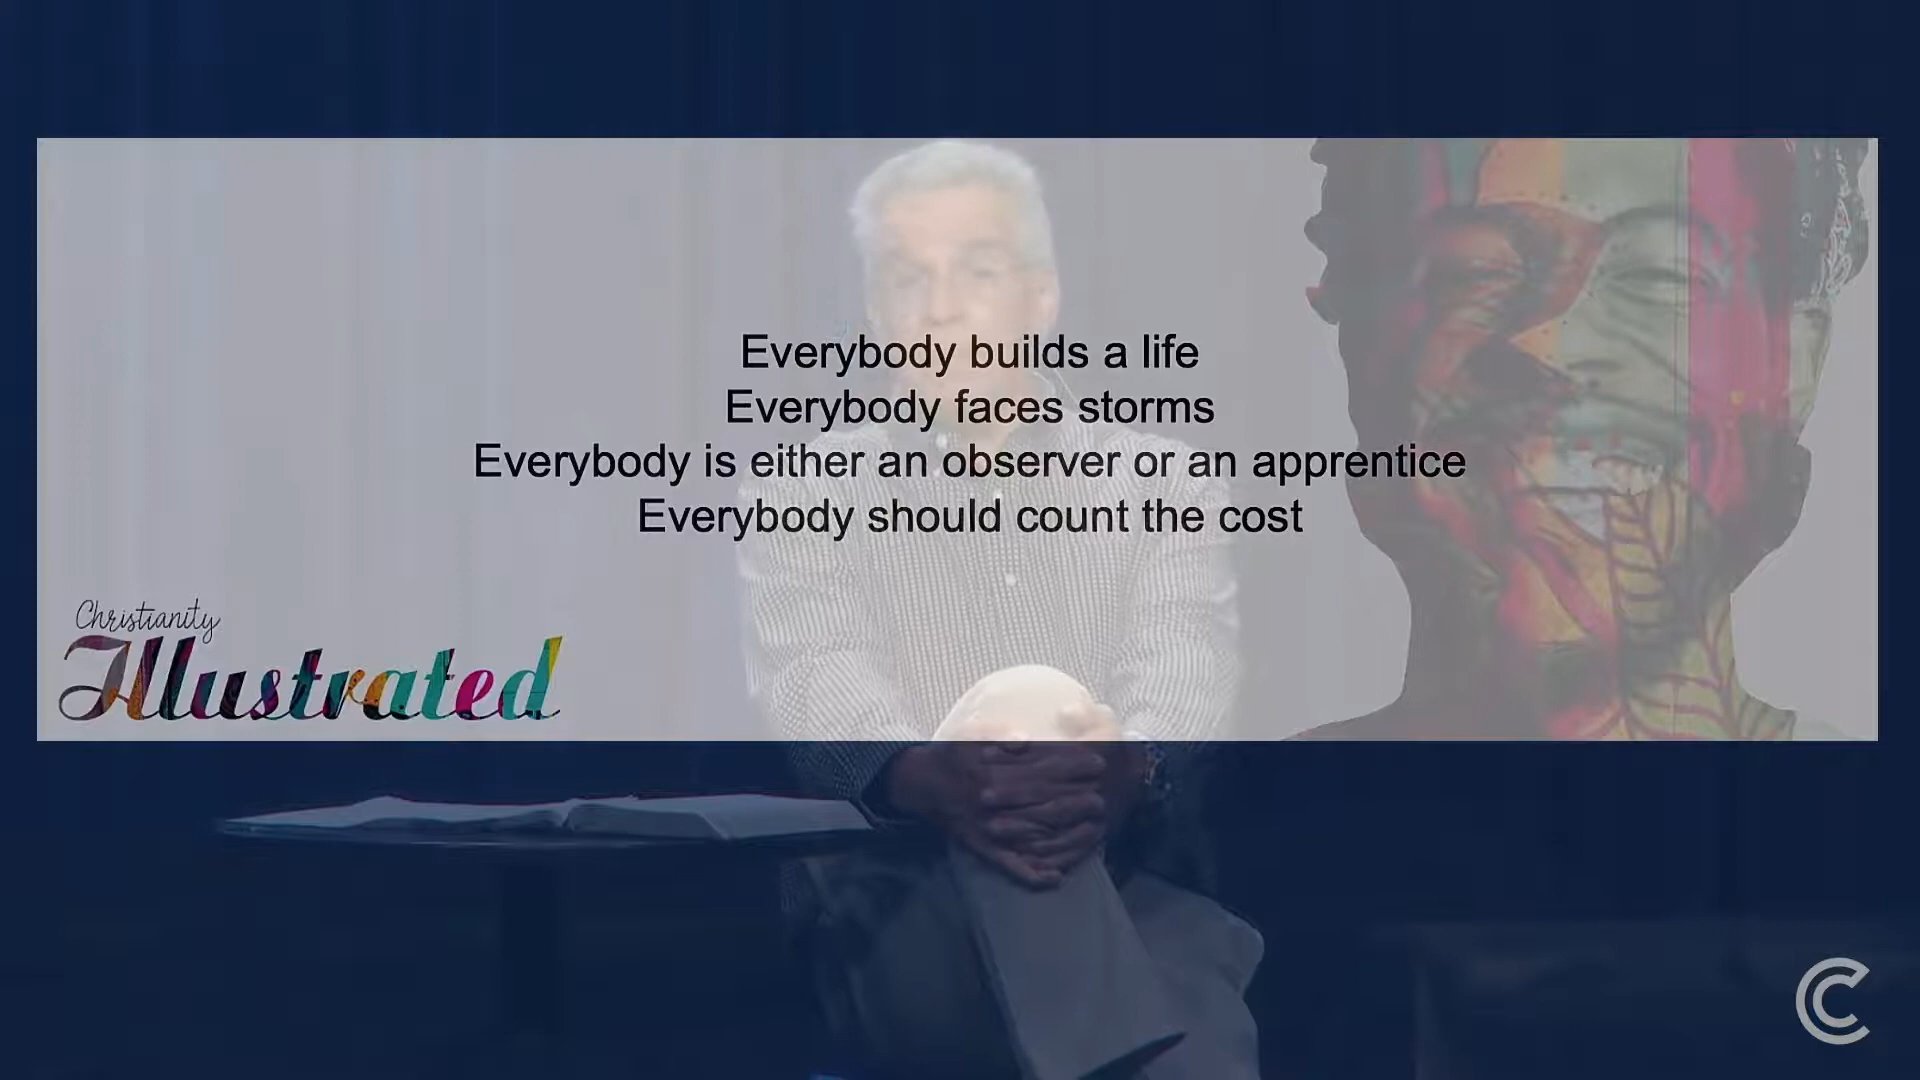 Everybody builds a life
Everybody faces storms
Everybody is either an observer or an apprentice
Everybody should count the cost
Christianity
Illustrated